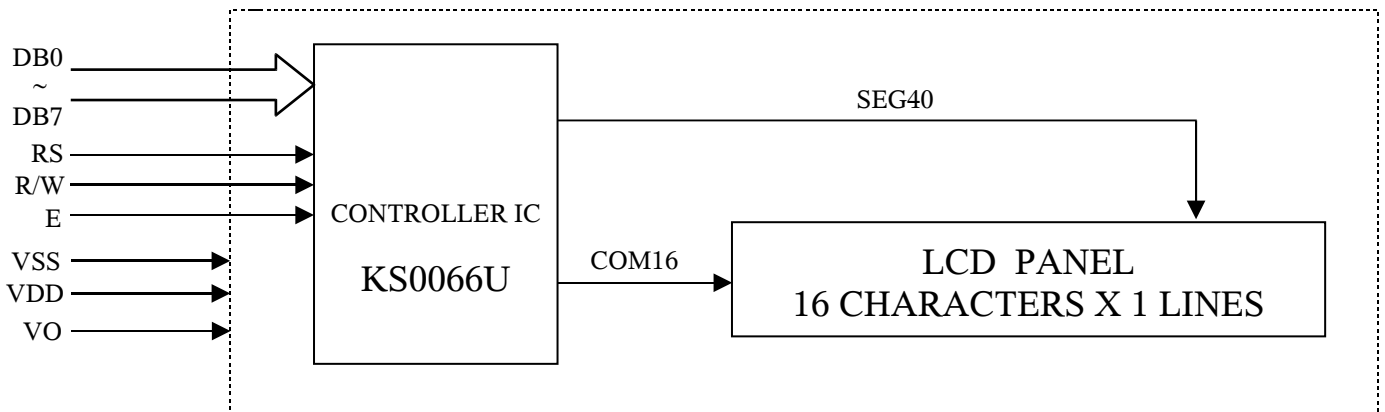 DB0
~
DB7
RS
R/W
E
VSS
VDD
VO
CONTROLLER IC
KS0066U
SEG40
COM16
LCD PANEL
16 CHARACTERS X 1 LINES